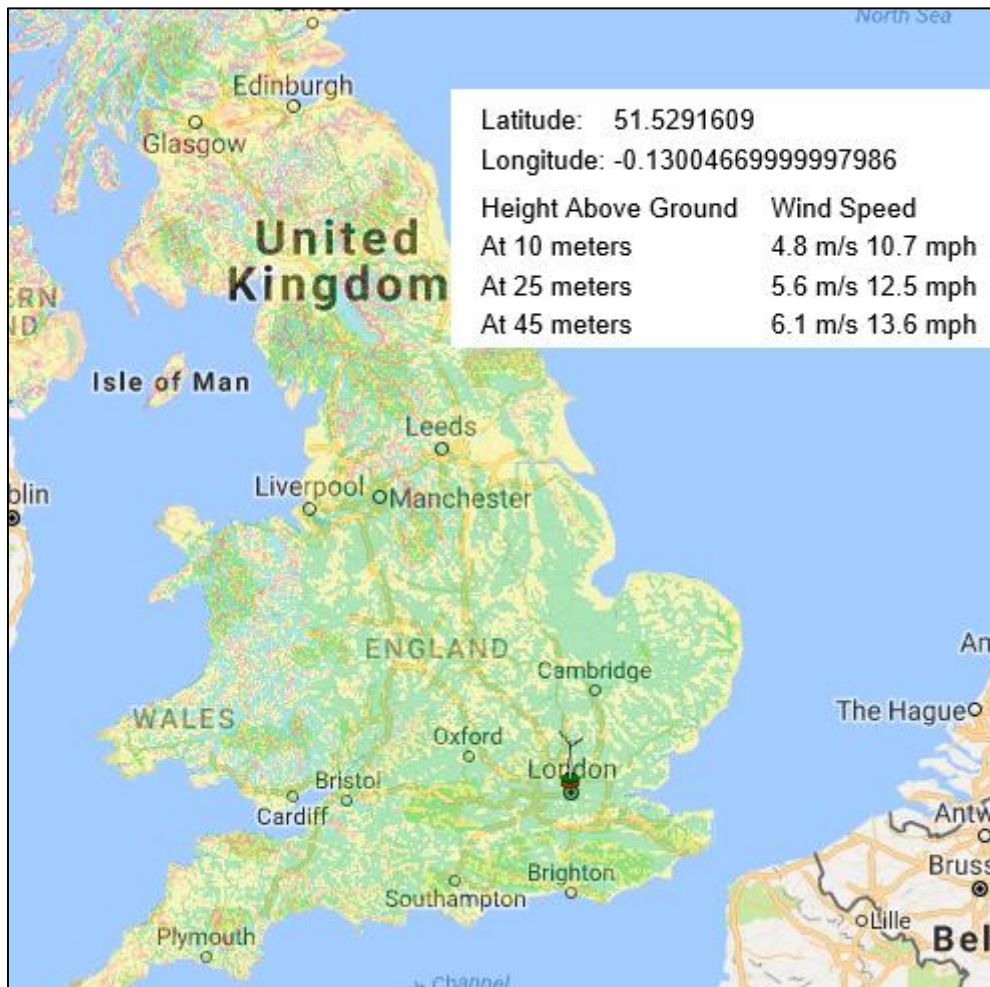 North Sea
Edinburgh
Glasgow
Latitude: 51.5291609
Longitude: -0.13004669999997986
Height Above Ground Wind Speed
At 10 meters 4.8 m/s 10.7 mph
At 25 meters 5.6 m/s 12.5 mph
At 45 meters 6.1 m/s 13.6 mph
United
Kingdom
Isle of Man
Leeds
Liverpool
Manchester
ENGLAND
Cambridge
WALES
The Hague
Oxford
London
Bristol
Cardiff
Brighton
Southampton
Lille
Plymouth
Channel